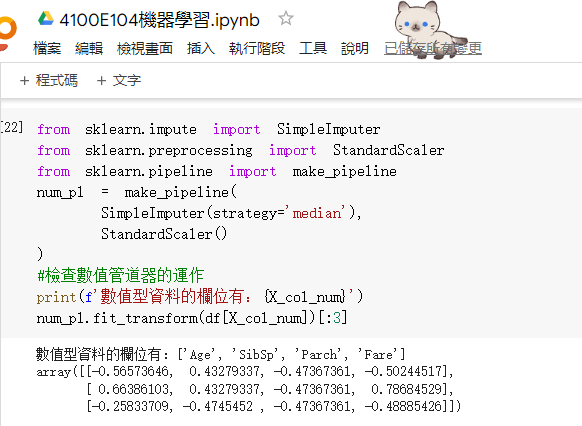 4100E104機器學習.ipynb
檔案 編輯 檢視畫面 插入 執行階段 工具 說明 已儲存所有變更
+ 程式碼 + 文字
[22] from sklearn.impute import SimpleImputer
from sklearn.preprocessing import StandardScaler
from sklearn.pipeline import make_pipeline
num_pl = make_pipeline(
SimpleImputer(strategy='median'),
StandardScaler()
)
#檢查數值管道器的運作
print(f'數值型資料的欄位有: {X_col_num}')
num_pl.fit_transform(df[X_col_num])[:3]
數值型資料的欄位有: ['Age', 'SibSp', 'Parch', 'Fare']
array([[-0.56573646, 0.43279337, -0.47367361, -0.50244517],
[ 0.66386103, 0.43279337, -0.47367361, 0.78684529],
[-0.25833709, -0.4745452 , -0.47367361, -0.48885426]])